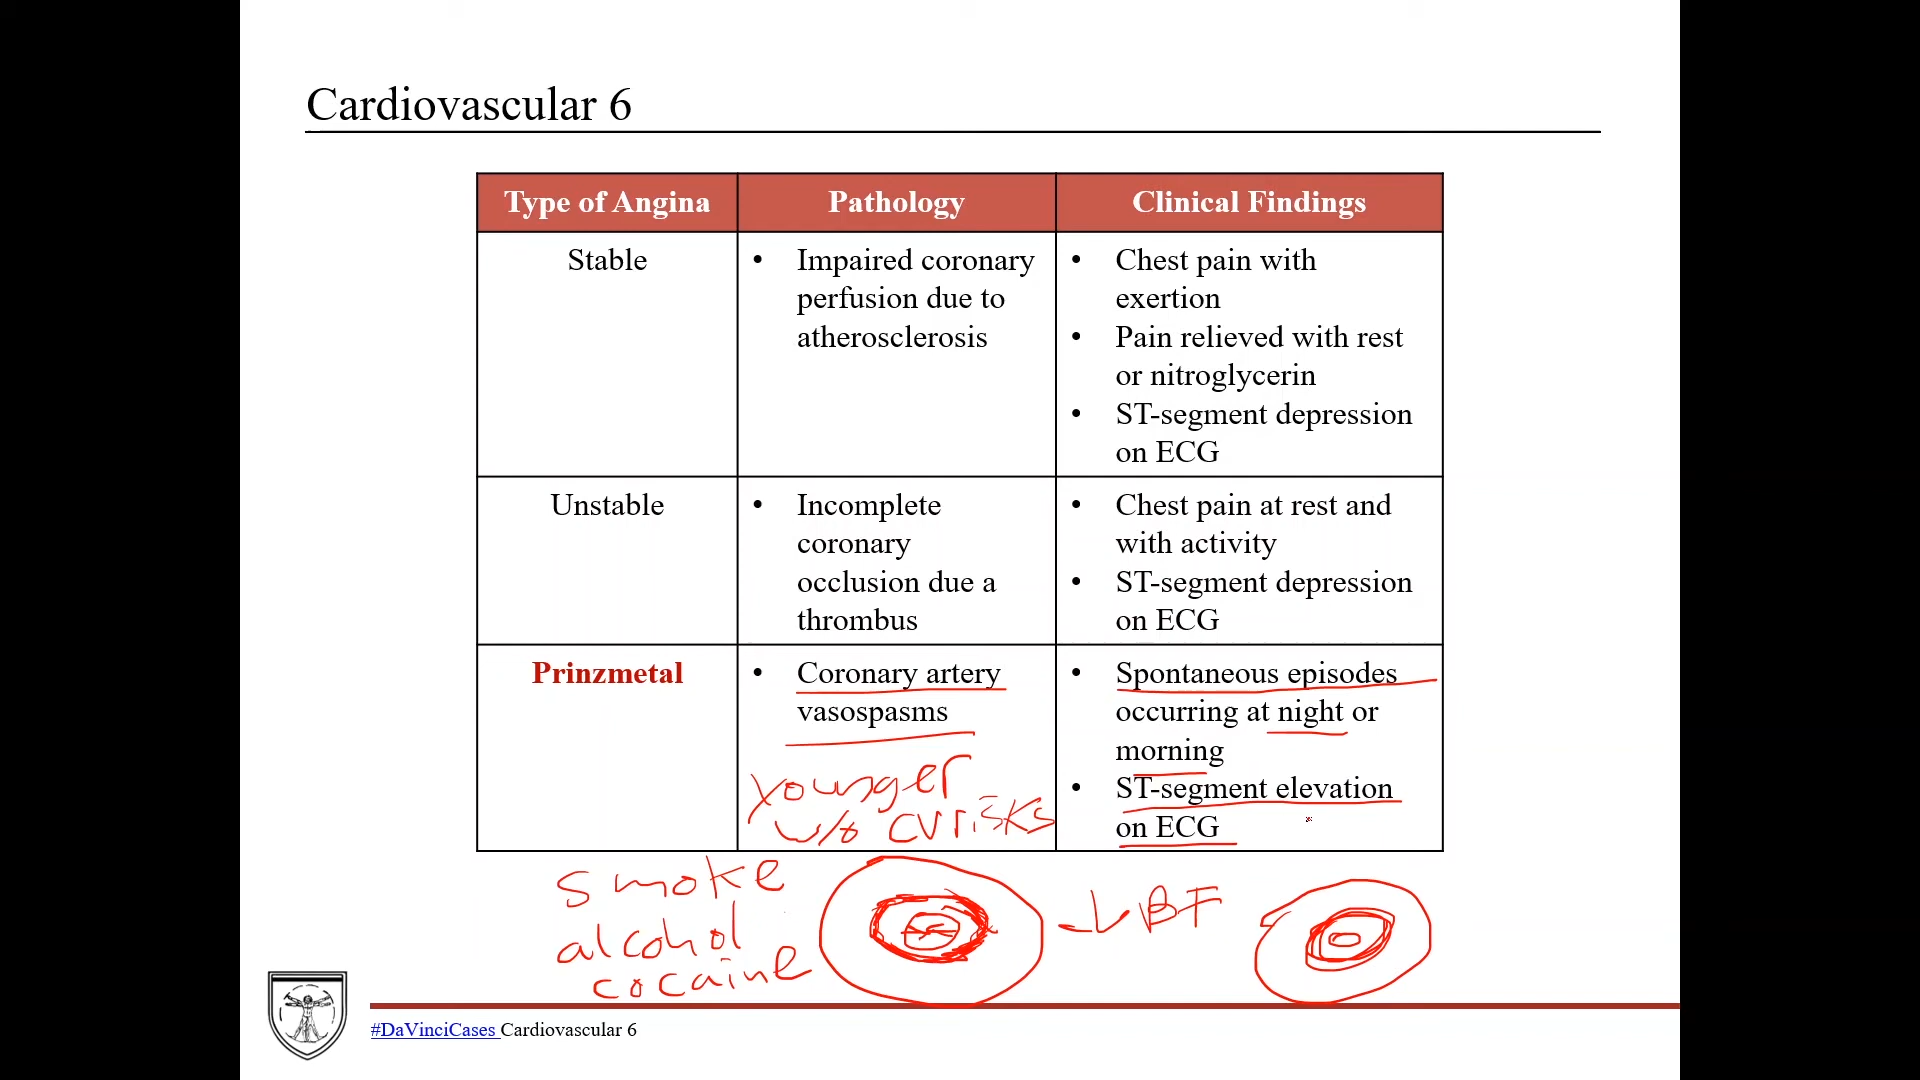 Cardiovascular 6
Type of Angina
Pathology
Clinical Findings
Stable
• Impaired coronary
perfusion due to
atherosclerosis
• Chest pain with
exertion
• Pain relieved with rest
or nitroglycerin
• ST-segment depression
on ECG
Unstable
• Incomplete
coronary
occlusion due a
thrombus
• Chest pain at rest and
with activity
• ST-segment depression
on ECG
Prinzmetal
• Coronary artery
vasospasms
younger
w/o CV risks
• Spontaneous episodes
occurring at night or
morning
• ST-segment elevation
on ECG
smoke
alcohol
cocaine
↓ BF
#DaVinciCases Cardiovascular 6